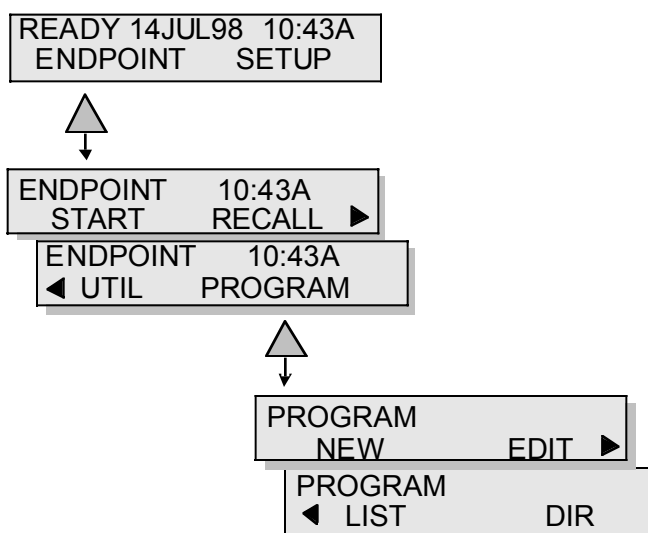 READY 14JUL98 10:43A
ENDPOINT SETUP
ENDPOINT 10:43A
START RECALL
ENDPOINT 10:43A
UTIL PROGRAM
PROGRAM
NEW EDIT
PROGRAM
LIST DIR